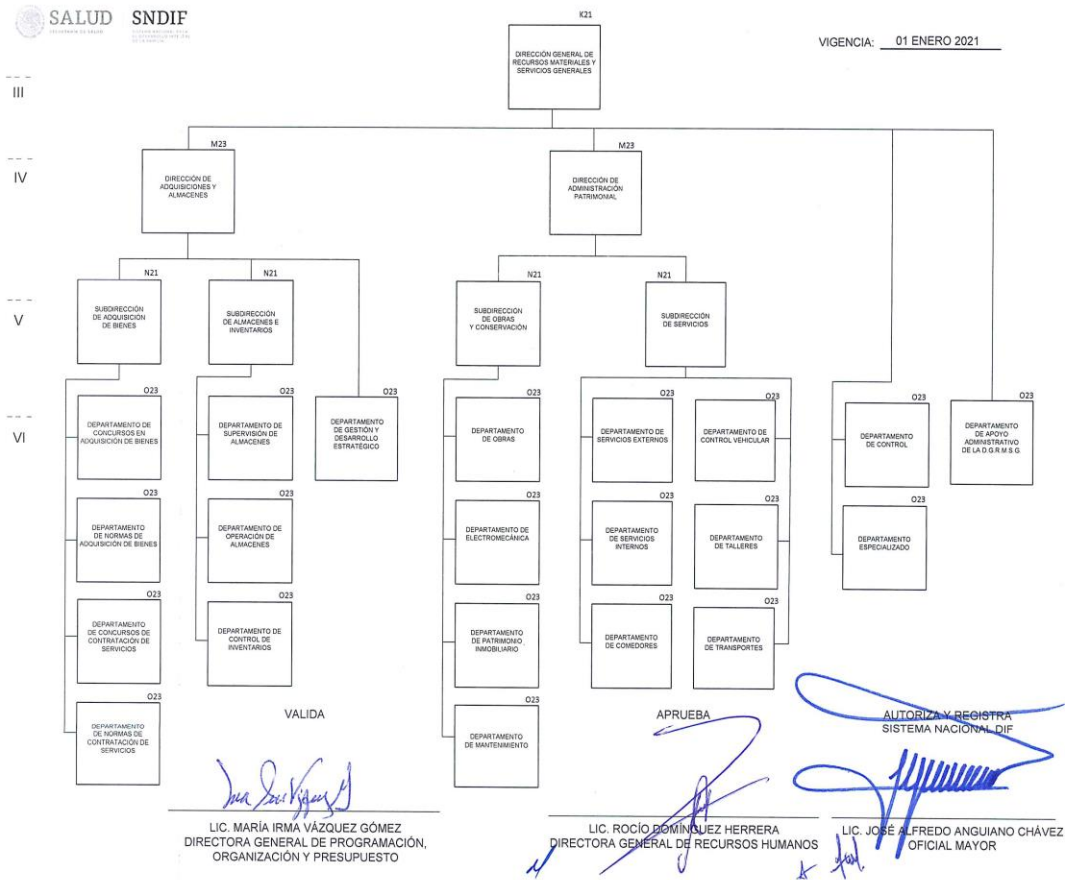 SALUD
SECRETARÍA DE SALUD
SNDIF
K21
VIGENCIA: 01 ENERO 2021
DIRECCIÓN GENERAL DE
RECURSOS MATERIALES Y
SERVICIOS GENERALES
III
IV
M23
DIRECCIÓN DE
ADQUISICIONES Y
ALMACENES
M23
DIRECCIÓN DE
ADMINISTRACIÓN
PATRIMONIAL
V
N21
SUBDIRECCIÓN
DE ADQUISICIÓN
DE BIENES
N21
SUBDIRECCIÓN
DE ALMACENES E
INVENTARIOS
N21
SUBDIRECCIÓN
DE OBRAS
Y CONSERVACIÓN
N21
SUBDIRECCIÓN
DE SERVICIOS
VI
O23
DEPARTAMENTO DE
CONCURSOS EN
ADQUISICIÓN DE BIENES
O23
DEPARTAMENTO DE
SUPERVISIÓN DE
ALMACENES
O23
DEPARTAMENTO
DE GESTIÓN Y
DESARROLLO
ESTRATÉGICO
O23
DEPARTAMENTO
DE OBRAS
O23
DEPARTAMENTO DE
SERVICIOS EXTERNOS
O23
DEPARTAMENTO DE
CONTROL VEHICULAR
O23
DEPARTAMENTO
DE CONTROL
O23
DEPARTAMENTO
DE APOYO
ADMINISTRATIVO
DE LA D.G.R.M.S.G
O23
DEPARTAMENTO
DE NORMAS DE
ADQUISICIÓN DE BIENES
O23
DEPARTAMENTO DE
OPERACIÓN DE
ALMACENES
O23
DEPARTAMENTO DE
ELECTROMECÁNICA
O23
DEPARTAMENTO
DE SERVICIOS
INTERNOS
O23
DEPARTAMENTO
DE TALLERES
O23
DEPARTAMENTO
ESPECIALIZADO
O23
DEPARTAMENTO
DE CONCURSOS DE
CONTRATACIÓN DE
SERVICIOS
O23
DEPARTAMENTO DE
CONTROL DE
INVENTARIOS
O23
DEPARTAMENTO
DE PATRIMONIO
INMOBILIARIO
O23
DEPARTAMENTO
DE COMEDORES
O23
DEPARTAMENTO
DE TRANSPORTES
O23
DEPARTAMENTO
DE NORMAS DE
CONTRATACIÓN DE
SERVICIOS
O23
DEPARTAMENTO
DE MANTENIMIENTO
VALIDA
APRUEBA
AUTORIZA Y REGISTRA
SISTEMA NACIONAL DIF
LIC. MARÍA IRMA VÁZQUEZ GÓMEZ
DIRECTORA GENERAL DE PROGRAMACIÓN,
ORGANIZACIÓN Y PRESUPUESTO
LIC. ROCÍO DOMÍNGUEZ HERRERA
DIRECTORA GENERAL DE RECURSOS HUMANOS
LIC. JOSÉ ALFREDO ANGUIANO CHÁVEZ
OFICIAL MAYOR